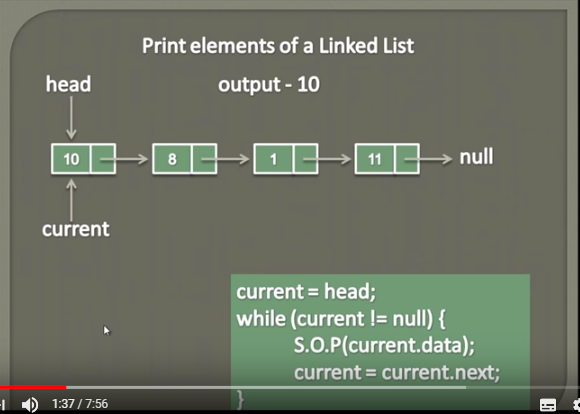 Print elements of a Linked List
head
output - 10
10 8 1 11 null
current
current = head;
while (current != null) {
S.O.P(current.data);
current = current.next;
}
1:37 / 7:56